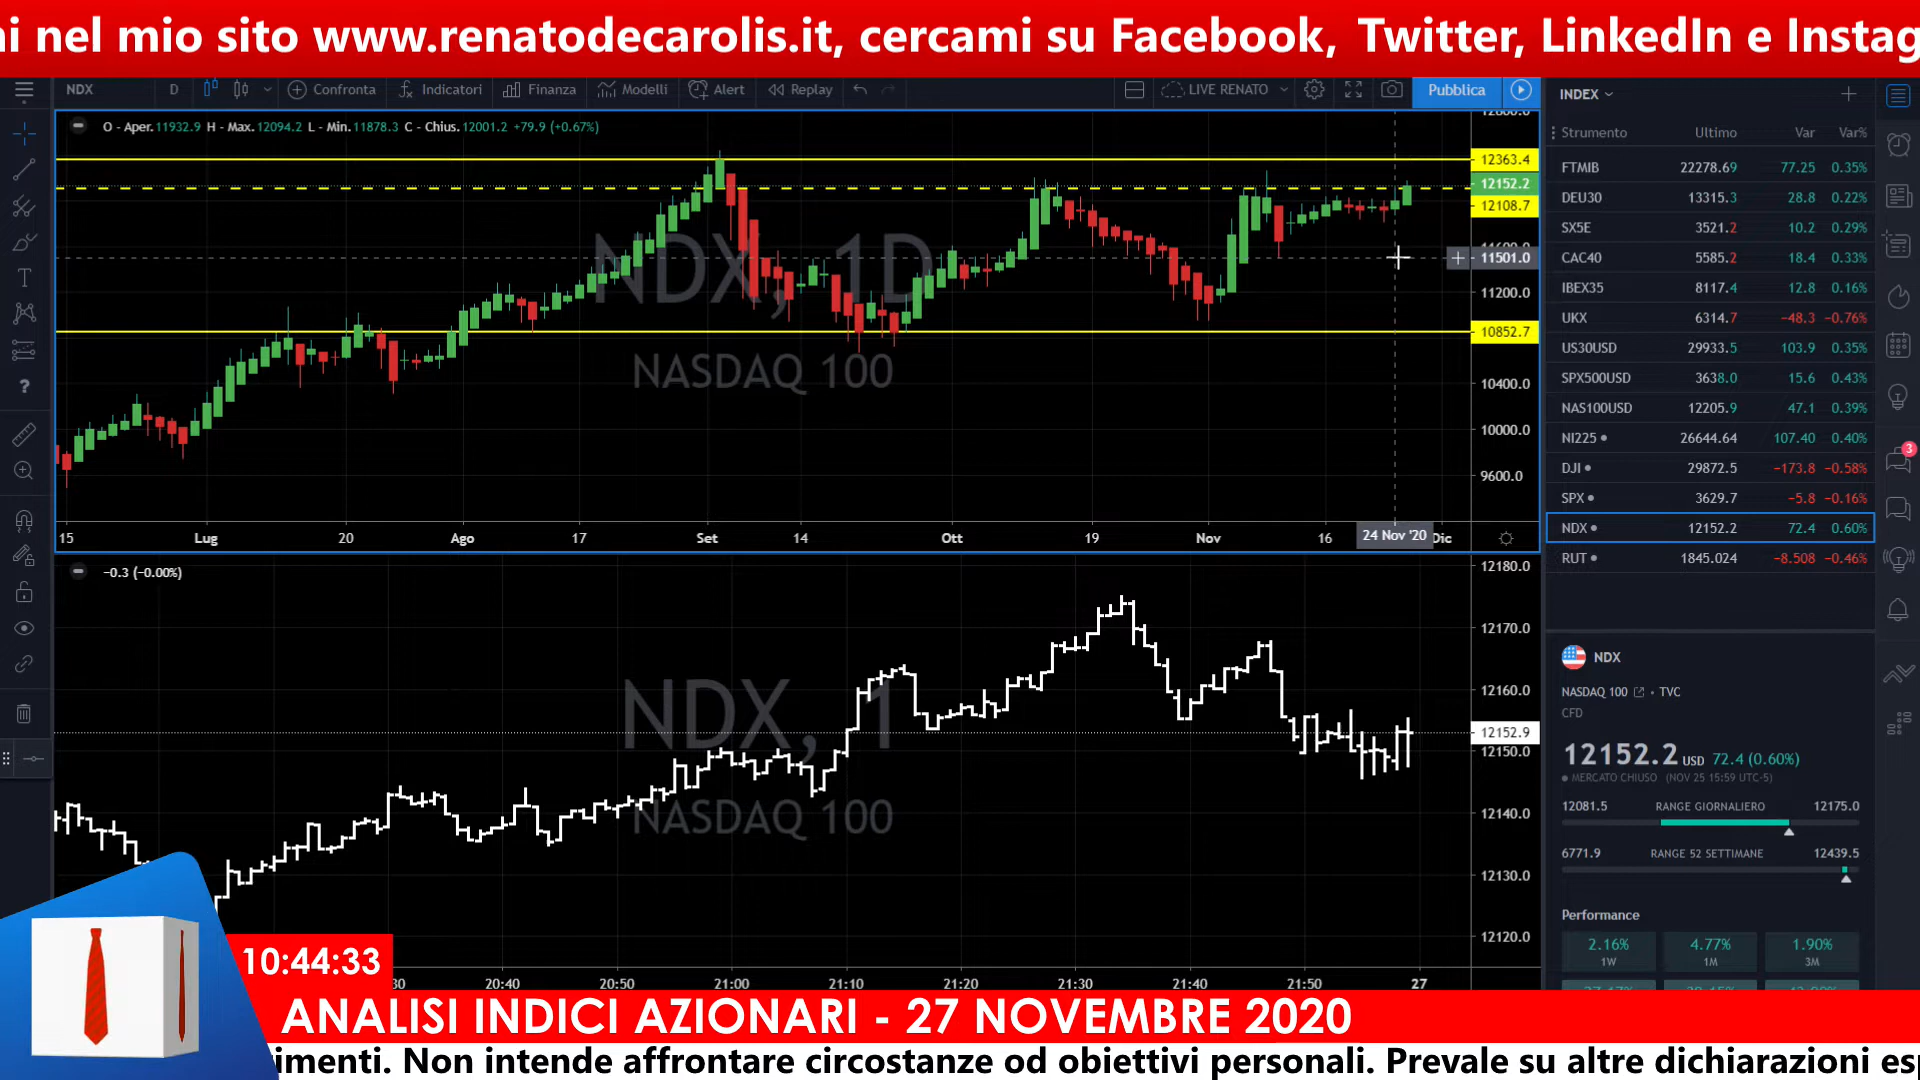 ni nel mio sito www.renatodecarolis.it, cercami su Facebook, Twitter, LinkedIn e Instag
NDX D Confronta Indicatori Finanza Modelli Alert Replay LIVE RENATO Pubblica
O - Aper.11932.9 H - Max.12094.2 L - Min.11878.3 C - Chius.12001.2 +79.9 (+0.67%)
NDX, 1D
NASDAQ 100
12363.4
12152.2
12108.7
11501.0
11200.0
10852.7
10400.0
10000.0
9600.0
15 Lug 20 Ago 17 Set 14 Ott 19 Nov 16 24 Nov '20 Dic
−0.3 (−0.00%)
NDX, 1
NASDAQ 100
12180.0
12170.0
12160.0
12152.9
12150.0
12140.0
12130.0
12120.0
20:40 20:50 21:00 21:10 21:20 21:30 21:40 21:50 27
INDEX
Strumento Ultimo Var Var%
FTMIB 22278.69 77.25 0.35%
DEU30 13315.3 28.8 0.22%
SX5E 3521.2 10.2 0.29%
CAC40 5585.2 18.4 0.33%
IBEX35 8117.4 12.8 0.16%
UKX 6314.7 −48.3 −0.76%
US30USD 29933.5 103.9 0.35%
SPX500USD 3638.0 15.6 0.43%
NAS100USD 12205.9 47.1 0.39%
NI225 26644.64 107.40 0.40%
DJI 29872.5 −173.8 −0.58%
SPX 3629.7 −5.8 −0.16%
NDX 12152.2 72.4 0.60%
RUT 1845.024 −8.508 −0.46%
3
NDX
NASDAQ 100 • TVC
CFD
12152.2 USD 72.4 (0.60%)
MERCATO CHIUSO (NOV 25 15:59 UTC-5)
12081.5 RANGE GIORNALIERO 12175.0
6771.9 RANGE 52 SETTIMANE 12439.5
Performance
2.16% 4.77% 1.90%
1W 1M 3M
10:44:33
ANALISI INDICI AZIONARI - 27 NOVEMBRE 2020
imenti. Non intende affrontare circostanze od obiettivi personali. Prevale su altre dichiarazioni es